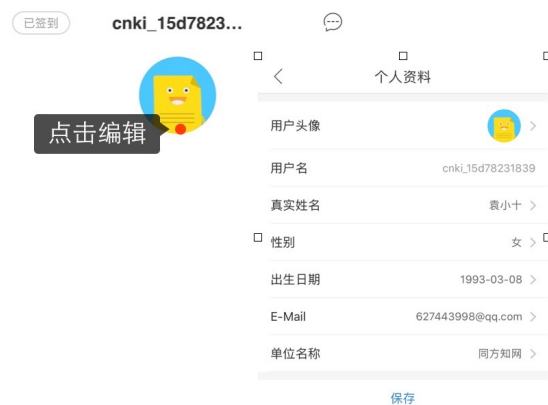 已签到
cnki_15d7823...
点击编辑
个人资料
用户头像
用户名 cnki_15d78231839
真实姓名 袁小十
性别 女
出生日期 1993-03-08
E-Mail 627443998@qq.com
单位名称 同方知网
保存